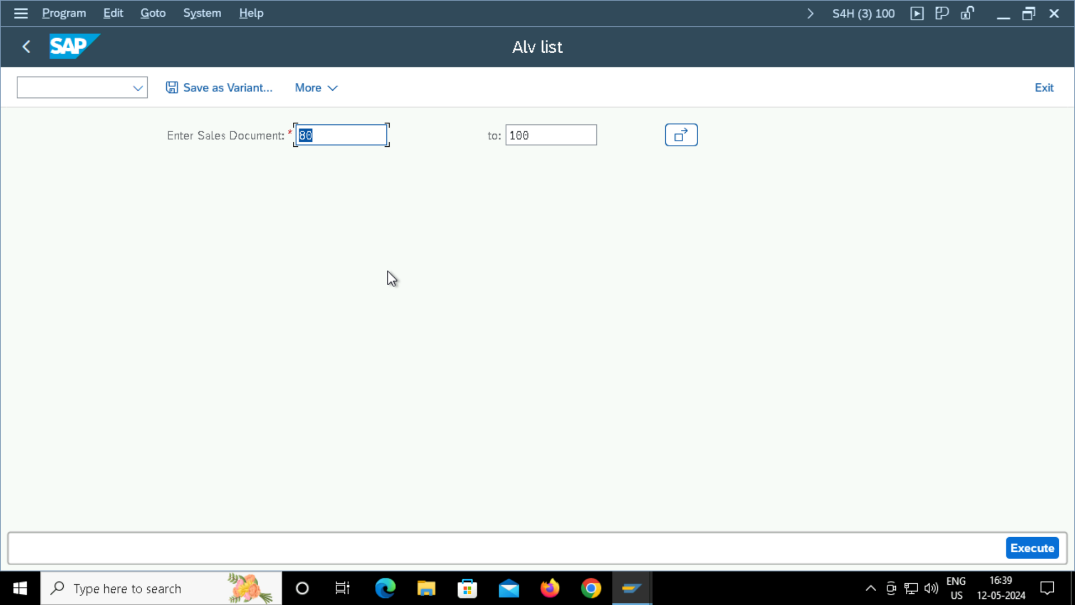 Program Edit Goto System Help S4H (3) 100
SAP Alv list
Save as Variant... More Exit
Enter Sales Document: * 80 to: 100
Execute
Type here to search ENG 16:39
US 12-05-2024